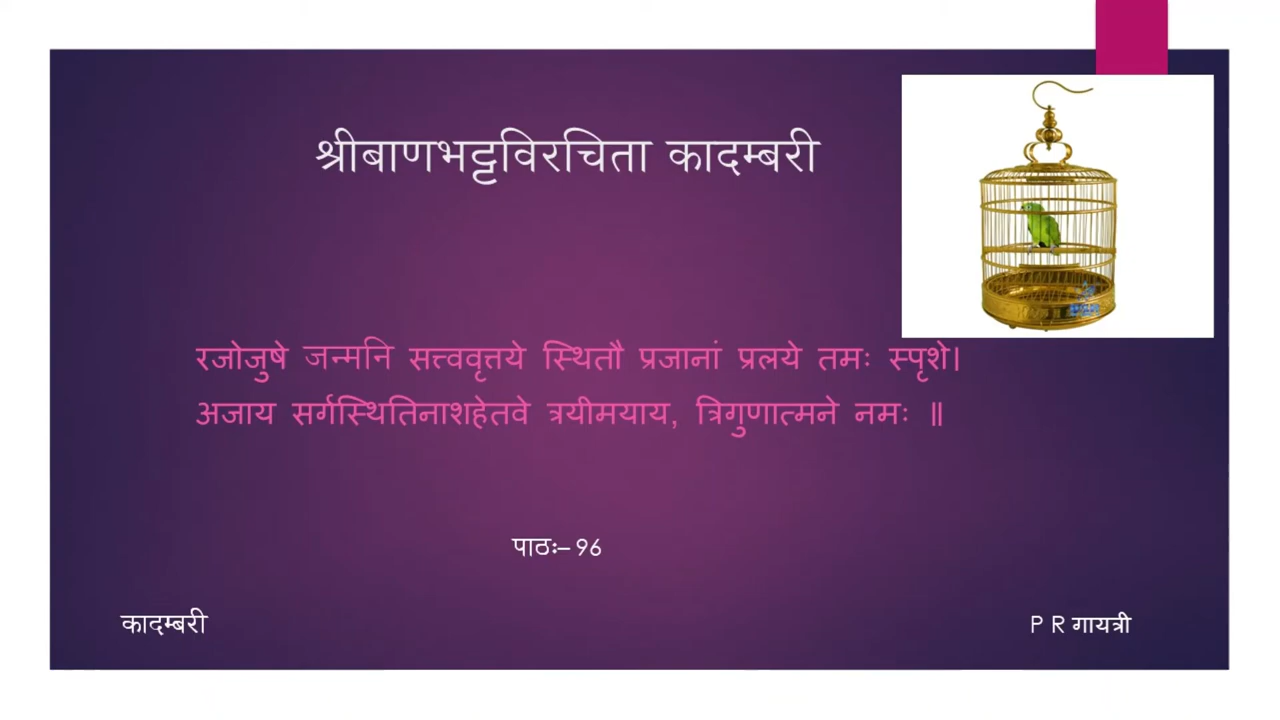 श्रीबाणभट्टविरचिता कादम्बरी
रजोजुषे जन्मनि सत्त्ववृत्तये स्थितौ प्रजानां प्रलये तमः स्पृशे।
अजाय सर्गस्थितिनाशहेतवे त्रयीमयाय, त्रिगुणात्मने नमः ॥
पाठः– 96
कादम्बरी
P R गायत्री